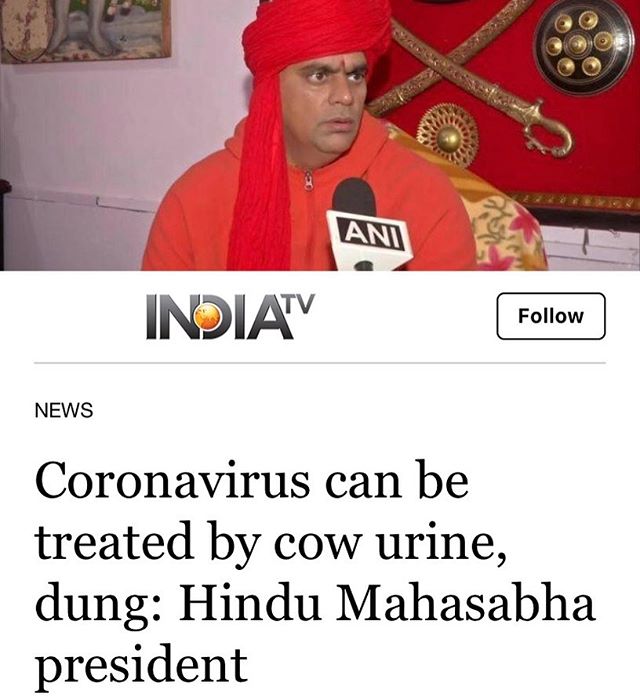 ANI
INDIA TV
Follow
NEWS
Coronavirus can be
treated by cow urine,
dung: Hindu Mahasabha
president